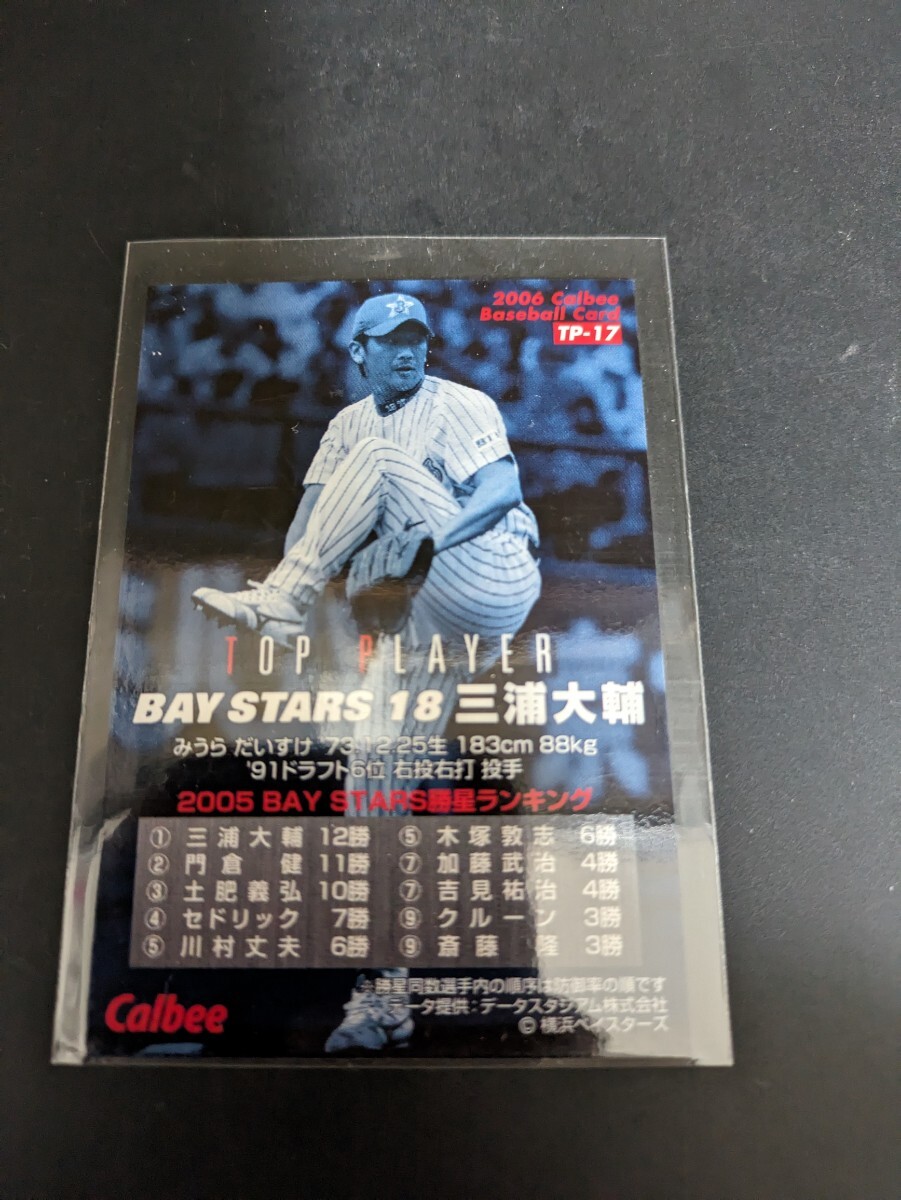 2006 Calbee
Baseball Card
TP-17
TOP PLAYER
BAY STARS 18 三浦大輔
みうら だいすけ '73.12.25生 183cm 88kg
'91ドラフト6位 右投右打 投手
2005 BAY STARS勝星ランキング
① 三浦大輔 12勝 ⑤ 木塚敦志 6勝
② 門倉 健 11勝 ⑦ 加藤武治 4勝
③ 土肥義弘 10勝 ⑦ 吉見祐治 4勝
④ セドリック 7勝 ⑨ クルーン 3勝
⑤ 川村丈夫 6勝 ⑨ 斎藤 隆 3勝
※勝星同数選手内の順序は防御率の順です
データ提供：データスタジアム株式会社
© 横浜ベイスターズ
Calbee